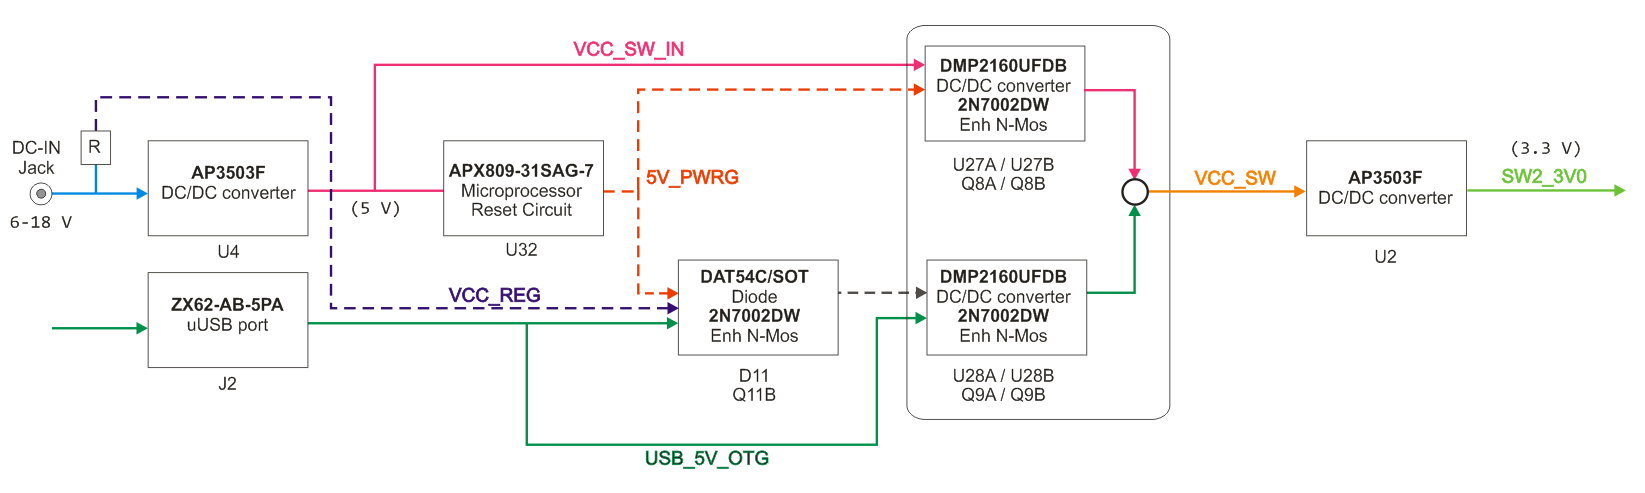 VCC_SW_IN
DMP2160UFDB
DC/DC converter
2N7002DW
Enh N-Mos
U27A / U27B
Q8A / Q8B
DC-IN
Jack
6-18 V
R
AP3503F
DC/DC converter
U4
(5 V)
APX809-31SAG-7
Microprocessor
Reset Circuit
U32
5V_PWRG
VCC_SW
AP3503F
DC/DC converter
U2
(3.3 V)
SW2_3V0
ZX62-AB-5PA
uUSB port
J2
VCC_REG
DAT54C/SOT
Diode
2N7002DW
Enh N-Mos
D11
Q11B
DMP2160UFDB
DC/DC converter
2N7002DW
Enh N-Mos
U28A / U28B
Q9A / Q9B
USB_5V_OTG